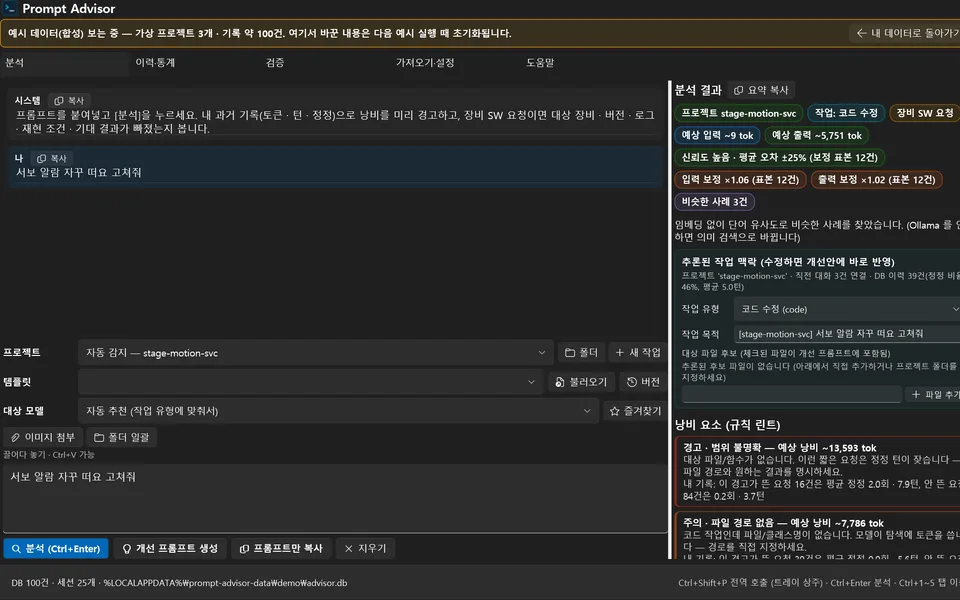 Prompt Advisor
예시 데이터(합성) 보는 중 — 가상 프로젝트 3개 · 기록 약 100건. 여기서 바꾼 내용은 다음 예시 실행 때 초기화됩니다.
← 내 데이터로 돌아가기
분석
이력·통계
검증
가져오기·설정
도움말
시스템
복사
프롬프트를 붙여넣고 [분석]을 누르세요. 내 과거 기록(토큰 · 턴 · 정정)으로 낭비를 미리 경고하고, 장비 SW 요청이면 대상 장비 · 버전 · 로그
· 재현 조건 · 기대 결과가 빠졌는지 봅니다.
나
복사
서보 알람 자꾸 떠요 고쳐줘
프로젝트
자동 감지 — stage-motion-svc
폴더
+ 새 작업
템플릿
불러오기
버전
대상 모델
자동 추천 (작업 유형에 맞춰서)
즐겨찾기
이미지 첨부
폴더 일괄
끌어다 놓기 · Ctrl+V 가능
서보 알람 자꾸 떠요 고쳐줘
분석 (Ctrl+Enter)
개선 프롬프트 생성
프롬프트만 복사
지우기
분석 결과
요약 복사
프로젝트 stage-motion-svc
작업: 코드 수정
장비 SW 요청
예상 입력 ~9 tok
예상 출력 ~5,751 tok
신뢰도 높음 · 평균 오차 ±25% (보정 표본 12건)
입력 보정 ×1.06 (표본 12건)
출력 보정 ×1.02 (표본 12건)
비슷한 사례 3건
임베딩 없이 단어 유사도로 비슷한 사례를 찾았습니다. (Ollama 를
하면 의미 검색으로 바뀝니다)
추론된 작업 맥락 (수정하면 개선안에 바로 반영)
프로젝트 'stage-motion-svc' · 직전 대화 3건 연결 · DB 이력 39건(정정 비율
46%, 평균 5.0턴)
작업 유형
코드 수정 (code)
작업 목적
[stage-motion-svc] 서보 알람 자꾸 떠요 고쳐줘
대상 파일 후보 (체크된 파일이 개선 프롬프트에 포함됨)
추론된 후보 파일이 없습니다 (아래에서 직접 추가하거나 프로젝트 폴더를
지정하세요)
+ 파일 추가
낭비 요소 (규칙 린트)
경고 · 범위 불명확 — 예상 낭비 ~13,593 tok
대상 파일/함수가 없습니다. 이런 짧은 요청은 정정 턴이 잦습니다 —
파일 경로와 원하는 결과를 명시하세요.
내 기록: 이 경고가 뜬 요청 16건은 평균 정정 2.0회 · 7.9턴, 안 뜬 요청
84건은 0.2회 · 3.7턴
주의 · 파일 경로 없음 — 예상 낭비 ~7,786 tok
코드 작업인데 파일/클래스명이 없습니다. 모델이 탐색에 토큰을 씁니
다 — 경로를 직접 지정하세요.
DB 100건 · 세션 25개 · %LOCALAPPDATA%₩prompt-advisor-data₩demo₩advisor.db
Ctrl+Shift+P 전역 호출 (트레이 상주) · Ctrl+Enter 분석 · Ctrl+1~5 탭